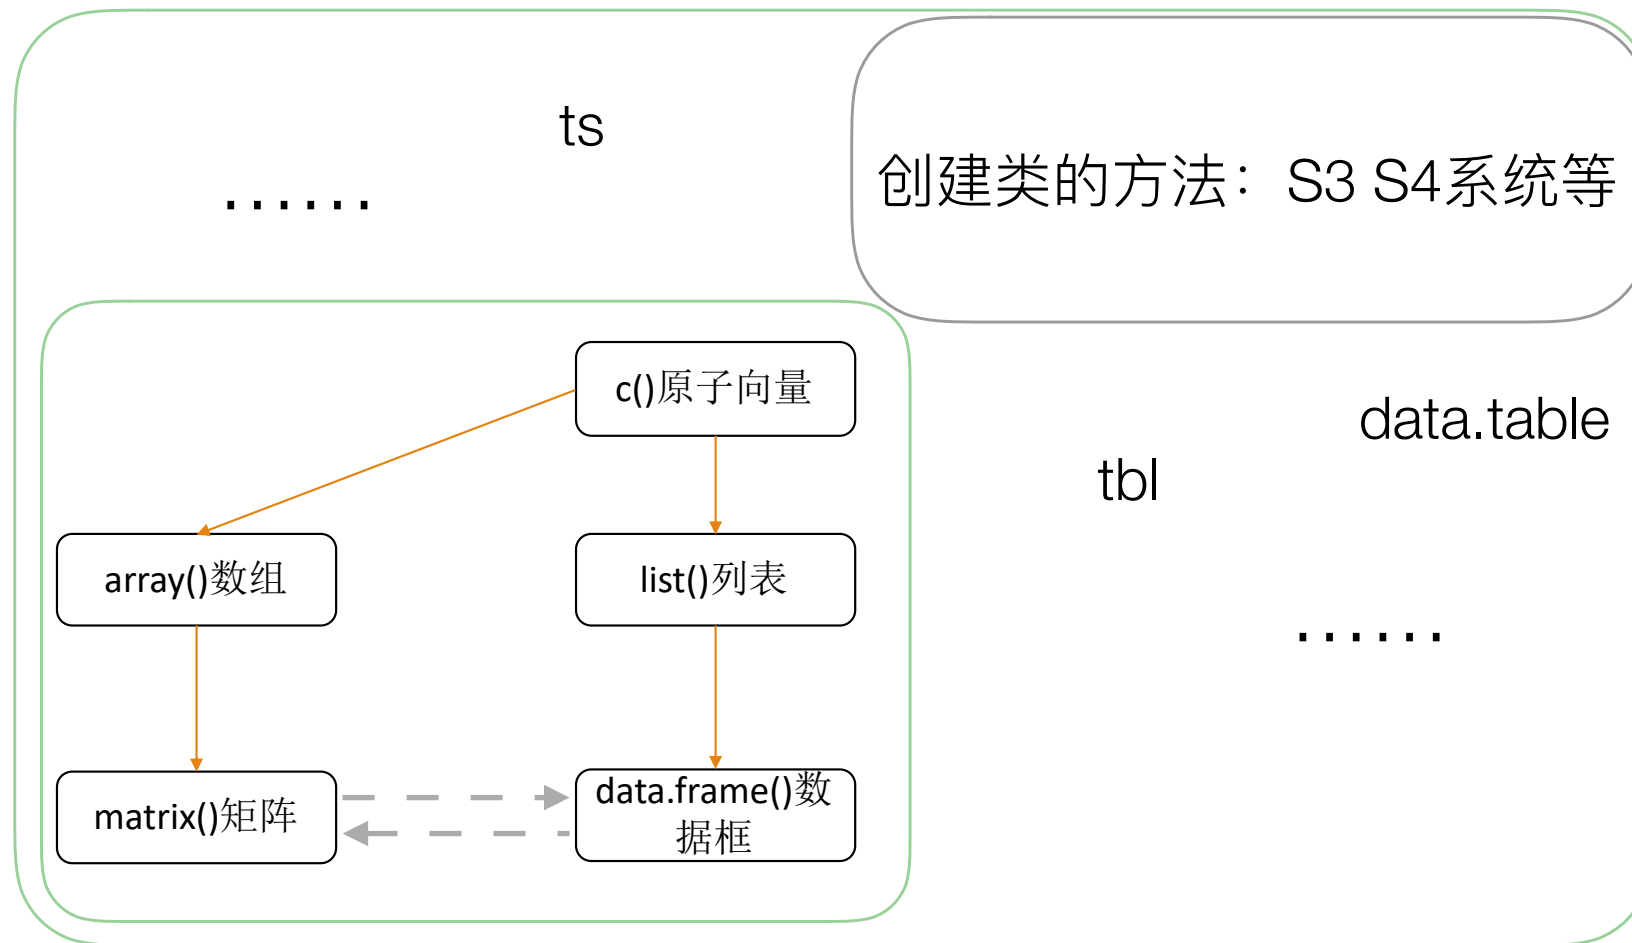 ts
......
创建类的方法：S3 S4系统等
c()原子向量
data.table
tbl
array()数组
list()列表
......
matrix()矩阵
data.frame()数
据框